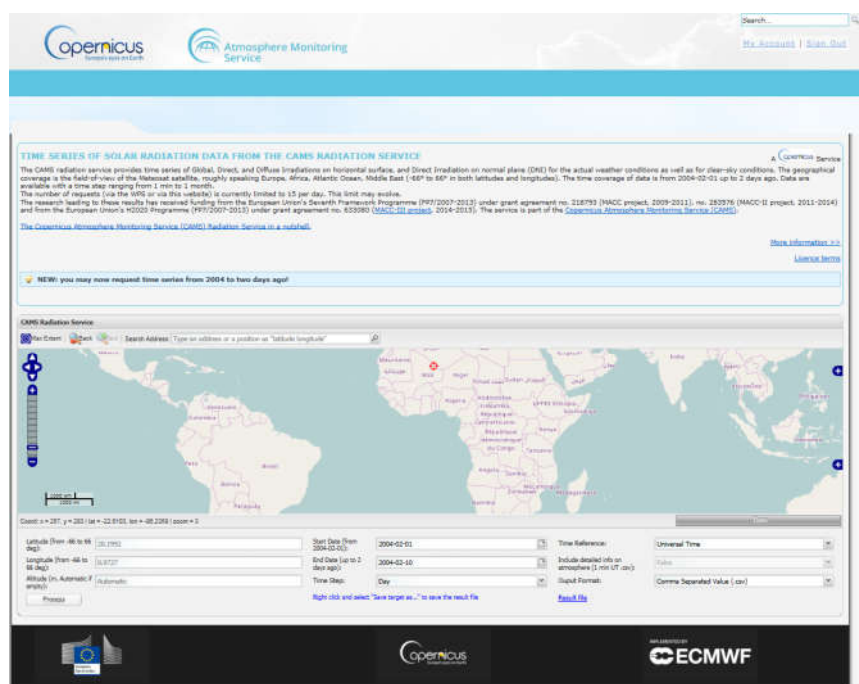 Search...
opernicus
Europe's eyes on Earth
Atmosphere Monitoring
Service
My Account | Sign Out
TIME SERIES OF SOLAR RADIATION DATA FROM THE CAMS RADIATION SERVICE
A opernicus Service
The CAMS radiation service provides time series of Global, Direct, and Diffuse Irradiations on horizontal surface, and Direct Irradiation on normal plane (DNI) for the actual weather conditions as well as for clear-sky conditions. The geographical
coverage is the field-of-view of the Meteosat satellite, roughly speaking Europe, Africa, Atlantic Ocean, Middle East (-66° to 66° in both latitudes and longitudes). The time coverage of data is from 2004-02-01 up to 2 days ago. Data are
available with a time step ranging from 1 min to 1 month.
The number of requests (via the WPS or via this website) is currently limited to 15 per day. This limit may evolve.
The research leading to these results has received funding from the European Union's Seventh Framework Programme (FP7/2007-2013) under grant agreement no. 218793 (MACC project, 2009-2011), no. 283576 (MACC-II project, 2011-2014)
and from the European Union's H2020 Programme (FP7/2007-2013) under grant agreement no. 633080 (MACC-III project, 2014-2015). The service is part of the Copernicus Atmosphere Monitoring Service (CAMS).
The Copernicus Atmosphere Monitoring Service (CAMS) Radiation Service in a nutshell.
More information >>
Licence terms
NEW: you may now request time series from 2004 to two days ago!
CAMS Radiation Service
Max Extent Back Search Address Type an address or a position as "latitude longitude"
Mali Niger
Nigeria
Kenya
Angola
Brasil
Bolivia
Paraguay
Latitude (from -66 to 66 deg):
Start Date (from 2004-02-01): 2004-02-01
Time Reference: Universal Time
Longitude (from -66 to 66 deg):
End Date (up to 2 days ago): 2004-02-10
Include detailed info on atmosphere (1 min UT .csv): False
Altitude (m. Automatic if empty): Automatic
Time Step: Day
Ouput Format: Comma Separated Value (.csv)
Process
Right click and select "Save target as..." to save the result file
Result file
opernicus
IMPLEMENTED BY
ECMWF